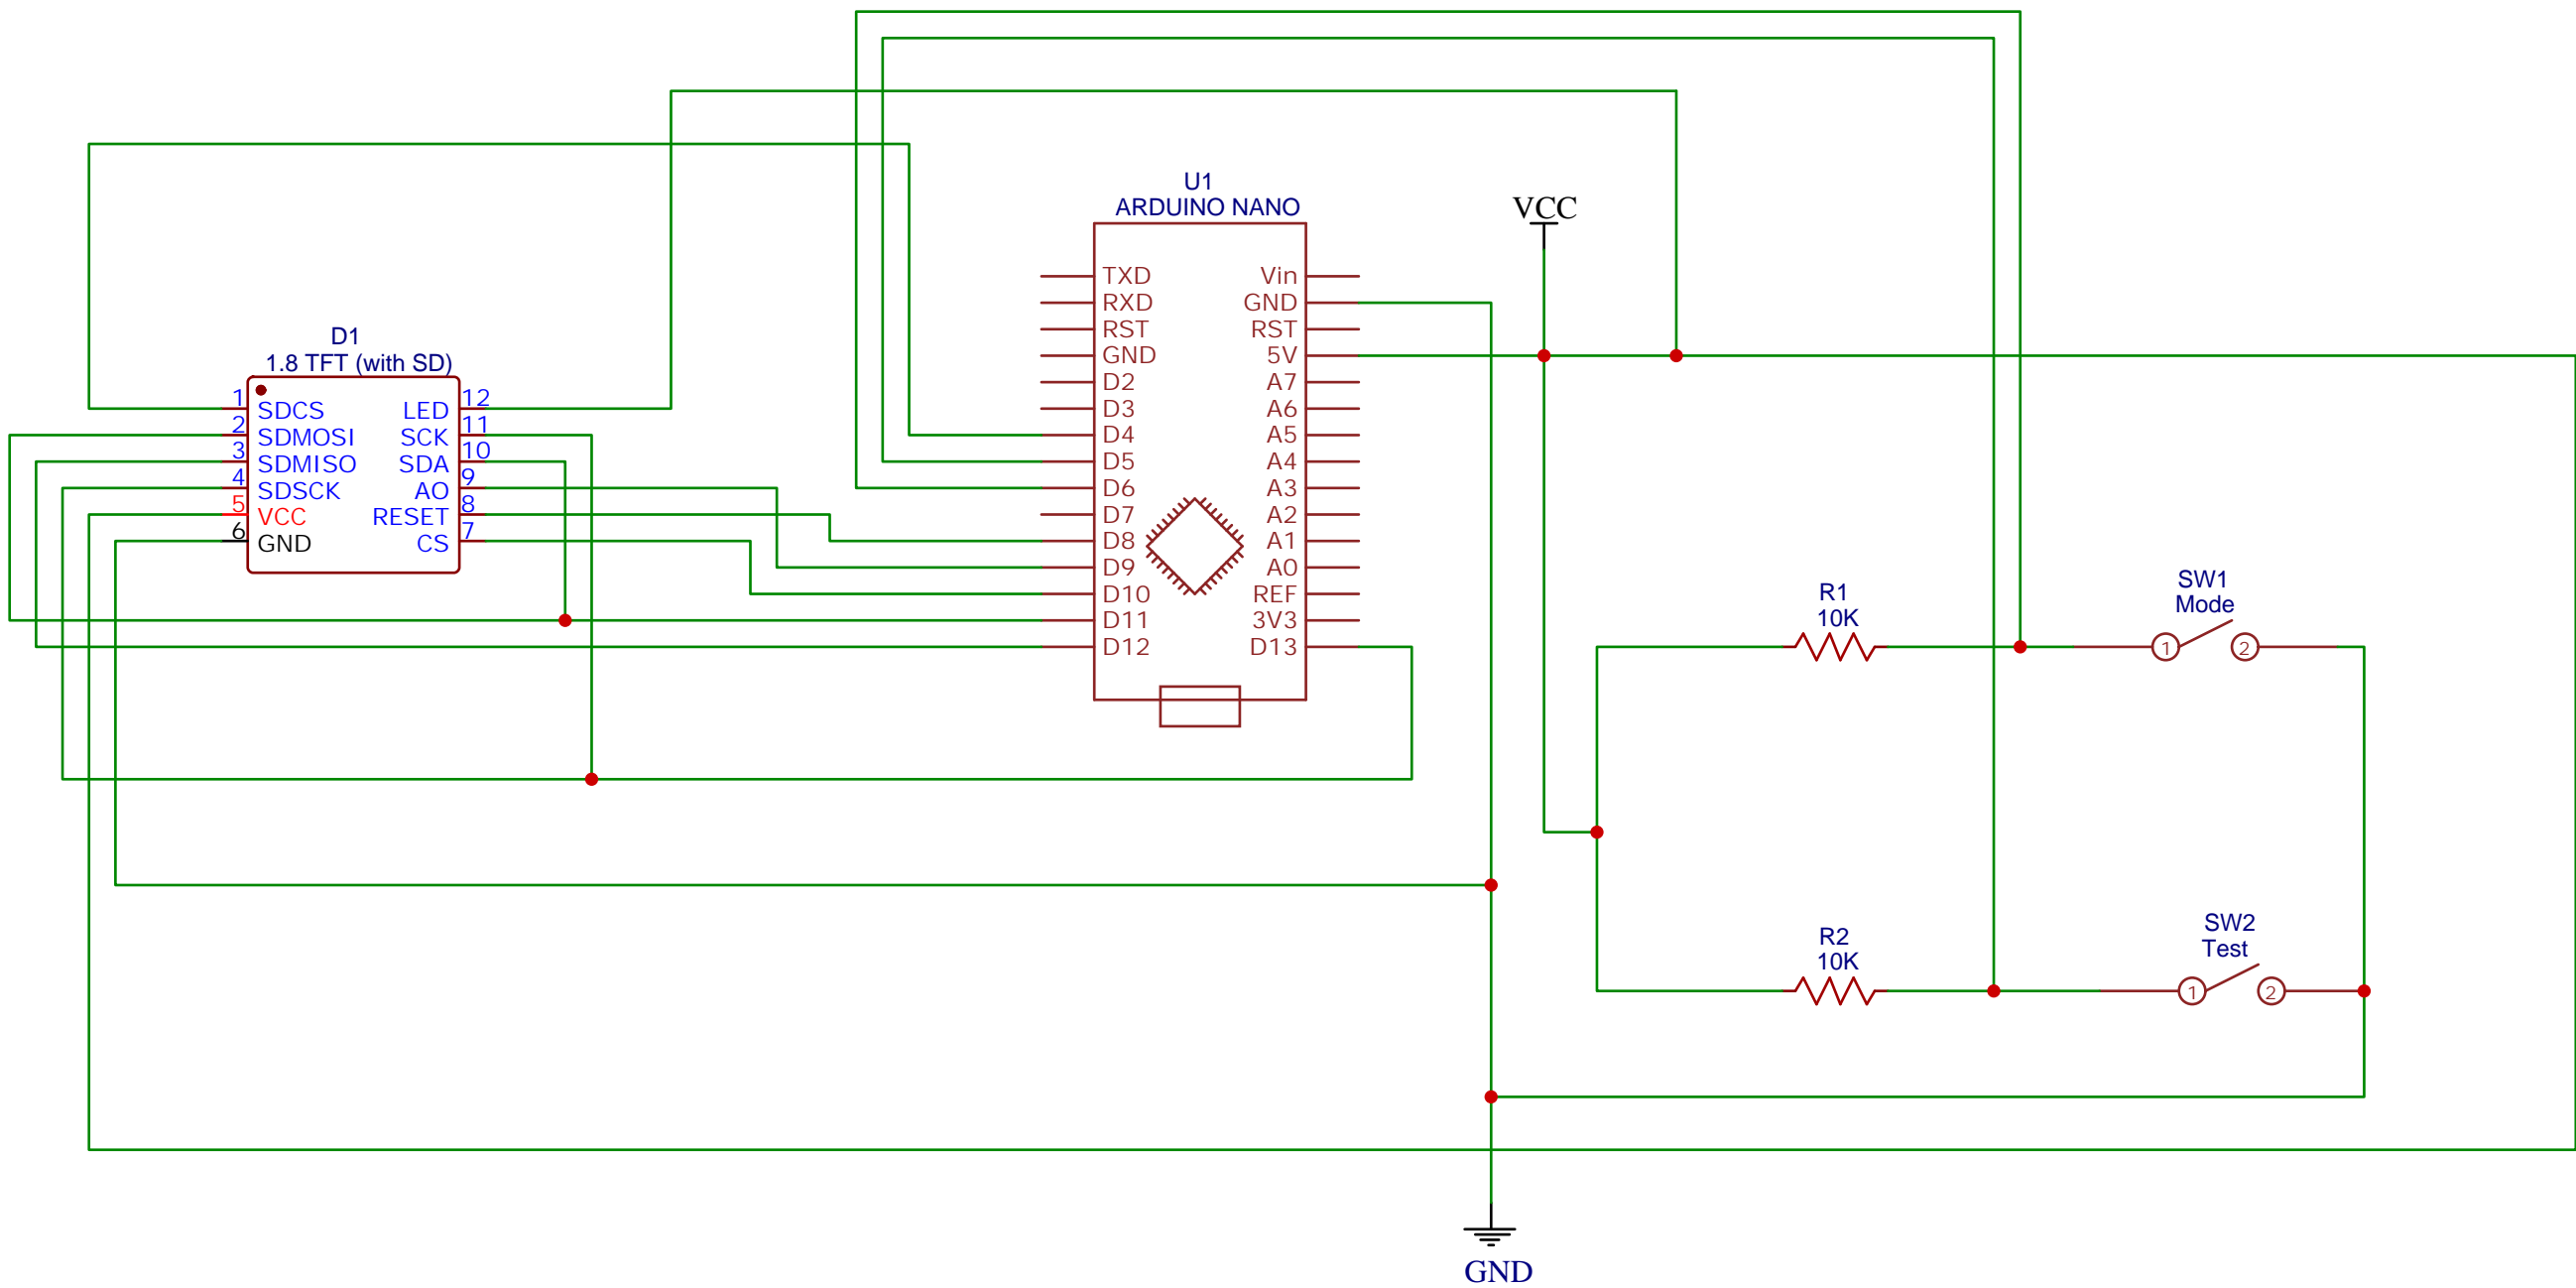 U1
ARDUINO NANO
VCC
TXD
RXD
RST
GND
D2
D3
D4
D5
D6
D7
D8
D9
D10
D11
D12
Vin
GND
RST
5V
A7
A6
A5
A4
A3
A2
A1
A0
REF
3V3
D13
D1
1.8 TFT (with SD)
1 SDCS
2 SDMOSI
3 SDMISO
4 SDSCK
5 VCC
6 GND
LED 12
SCK 11
SDA 10
AO 9
RESET 8
CS 7
R1
10K
SW1
Mode
1 2
R2
10K
SW2
Test
1 2
GND